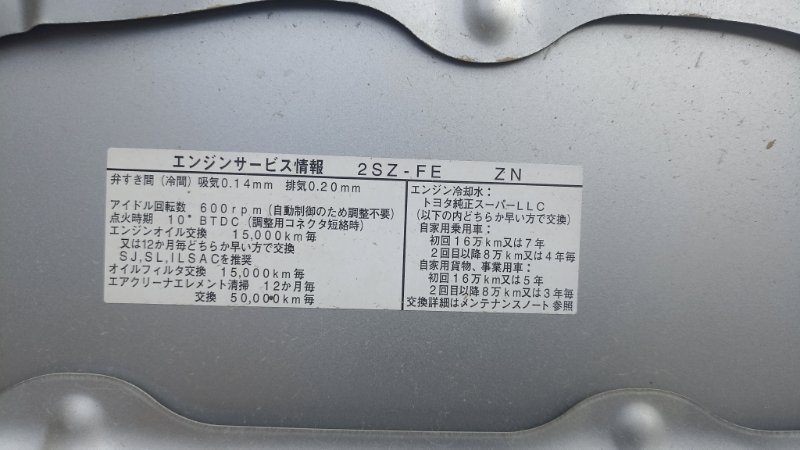 エンジンサービス情報 2SZ-FE ZN
弁すき間(冷間)吸気0.14mm 排気0.20mm
アイドル回転数 600rpm(自動制御のため調整不要)
点火時期 10°BTDC(調整用コネクタ短絡時)
エンジンオイル交換 15,000km毎
又は12か月毎どちらか早い方で交換
SJ,SL,ILSACを推奨
オイルフィルタ交換 15,000km毎
エアクリーナエレメント清掃 12か月毎
交換 50,000km毎
エンジン冷却水:
トヨタ純正スーパーLLC
(以下の内どちらか早い方で交換)
自家用乗用車:
初回16万km又は7年
2回目以降8万km又は4年毎
自家用貨物、事業用車:
初回16万km又は5年
2回目以降8万km又は3年毎
交換詳細はメンテナンスノート参照